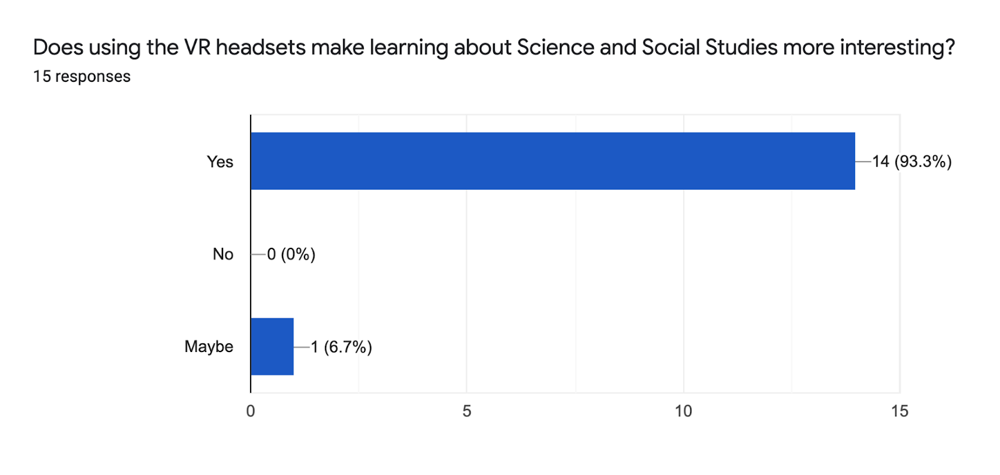 Does using the VR headsets make learning about Science and Social Studies more interesting?
15 responses
Yes
14 (93.3%)
No
0 (0%)
Maybe
1 (6.7%)
0
5
10
15